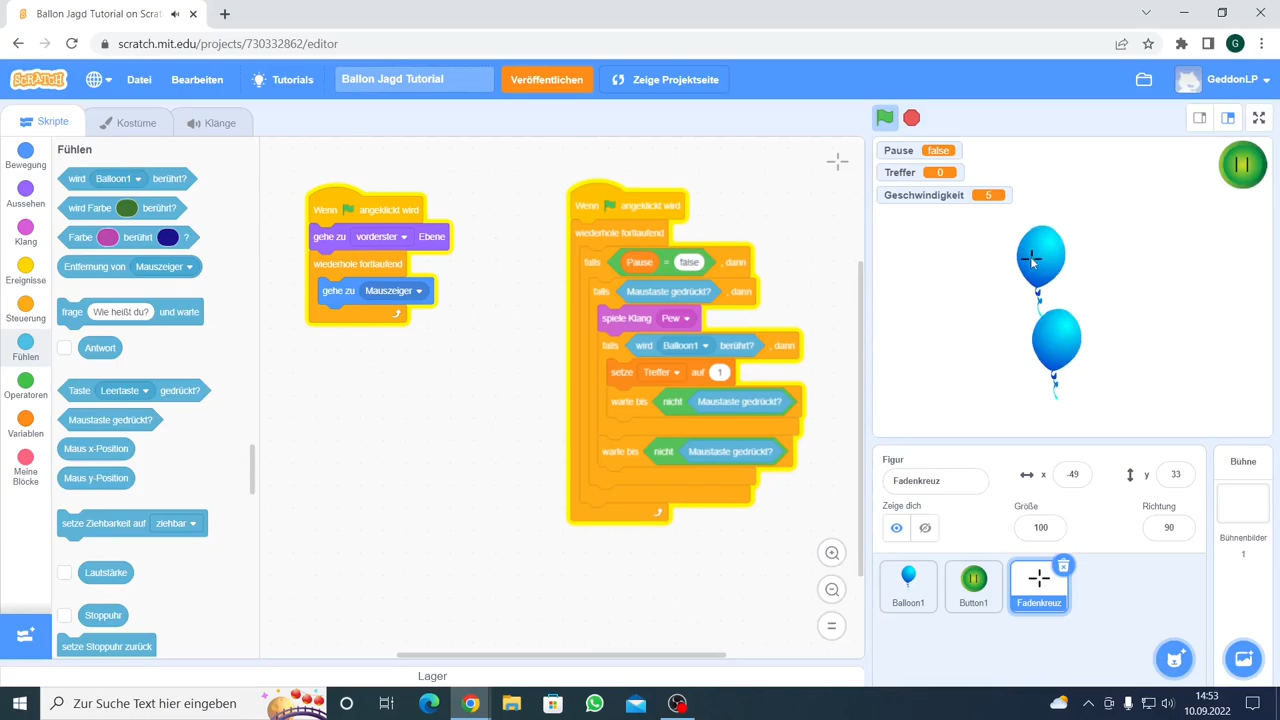 Ballon Jagd Tutorial on Scrat
scratch.mit.edu/projects/730332862/editor
G
SCRATCH
Datei
Bearbeiten
Tutorials
Ballon Jagd Tutorial
Veröffentlichen
Zeige Projektseite
GeddonLP
Skripte
Kostüme
Klänge
Bewegung
Aussehen
Klang
Ereignisse
Steuerung
Fühlen
Operatoren
Variablen
Meine
Blöcke
Fühlen
wird Balloon1 berührt?
wird Farbe berührt?
Farbe berührt ?
Entfernung von Mauszeiger
frage Wie heißt du? und warte
Antwort
Taste Leertaste gedrückt?
Maustaste gedrückt?
Maus x-Position
Maus y-Position
setze Ziehbarkeit auf ziehbar
Lautstärke
Stoppuhr
setze Stoppuhr zurück
Wenn angeklickt wird
gehe zu vorderster Ebene
wiederhole fortlaufend
gehe zu Mauszeiger
Wenn angeklickt wird
wiederhole fortlaufend
falls Pause = false , dann
falls Maustaste gedrückt? , dann
spiele Klang Pew
falls wird Balloon1 berührt? , dann
setze Treffer auf 1
warte bis nicht Maustaste gedrückt?
warte bis nicht Maustaste gedrückt?
Lager
Pause false
Treffer 0
Geschwindigkeit 5
Figur
Fadenkreuz
x -49
y 33
Zeige dich
Größe
100
Richtung
90
Bühne
Bühnenbilder
1
Balloon1
Button1
Fadenkreuz
Zur Suche Text hier eingeben
14:53
10.09.2022